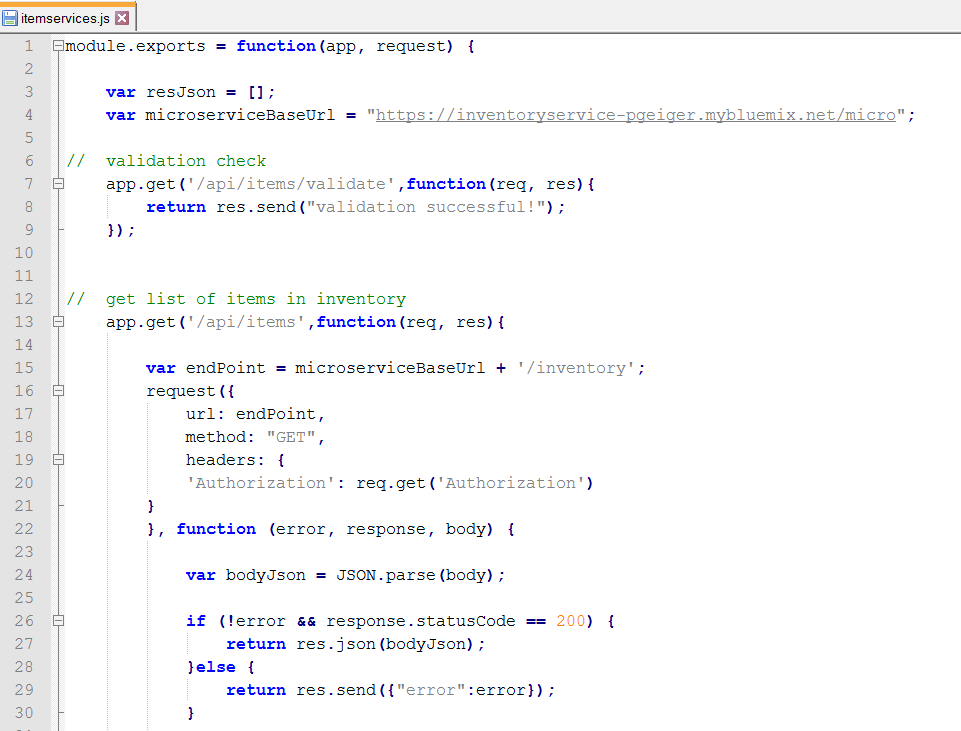 itemservices.js
1 module.exports = function(app, request) {
2
3 var resJson = [];
4 var microserviceBaseUrl = "https://inventoryservice-pgeiger.mybluemix.net/micro";
5
6 // validation check
7 app.get('/api/items/validate',function(req, res){
8 return res.send("validation successful!");
9 });
10
11
12 // get list of items in inventory
13 app.get('/api/items',function(req, res){
14
15 var endPoint = microserviceBaseUrl + '/inventory';
16 request({
17 url: endPoint,
18 method: "GET",
19 headers: {
20 'Authorization': req.get('Authorization')
21 }
22 }, function (error, response, body) {
23
24 var bodyJson = JSON.parse(body);
25
26 if (!error && response.statusCode == 200) {
27 return res.json(bodyJson);
28 }else {
29 return res.send({"error":error});
30 }